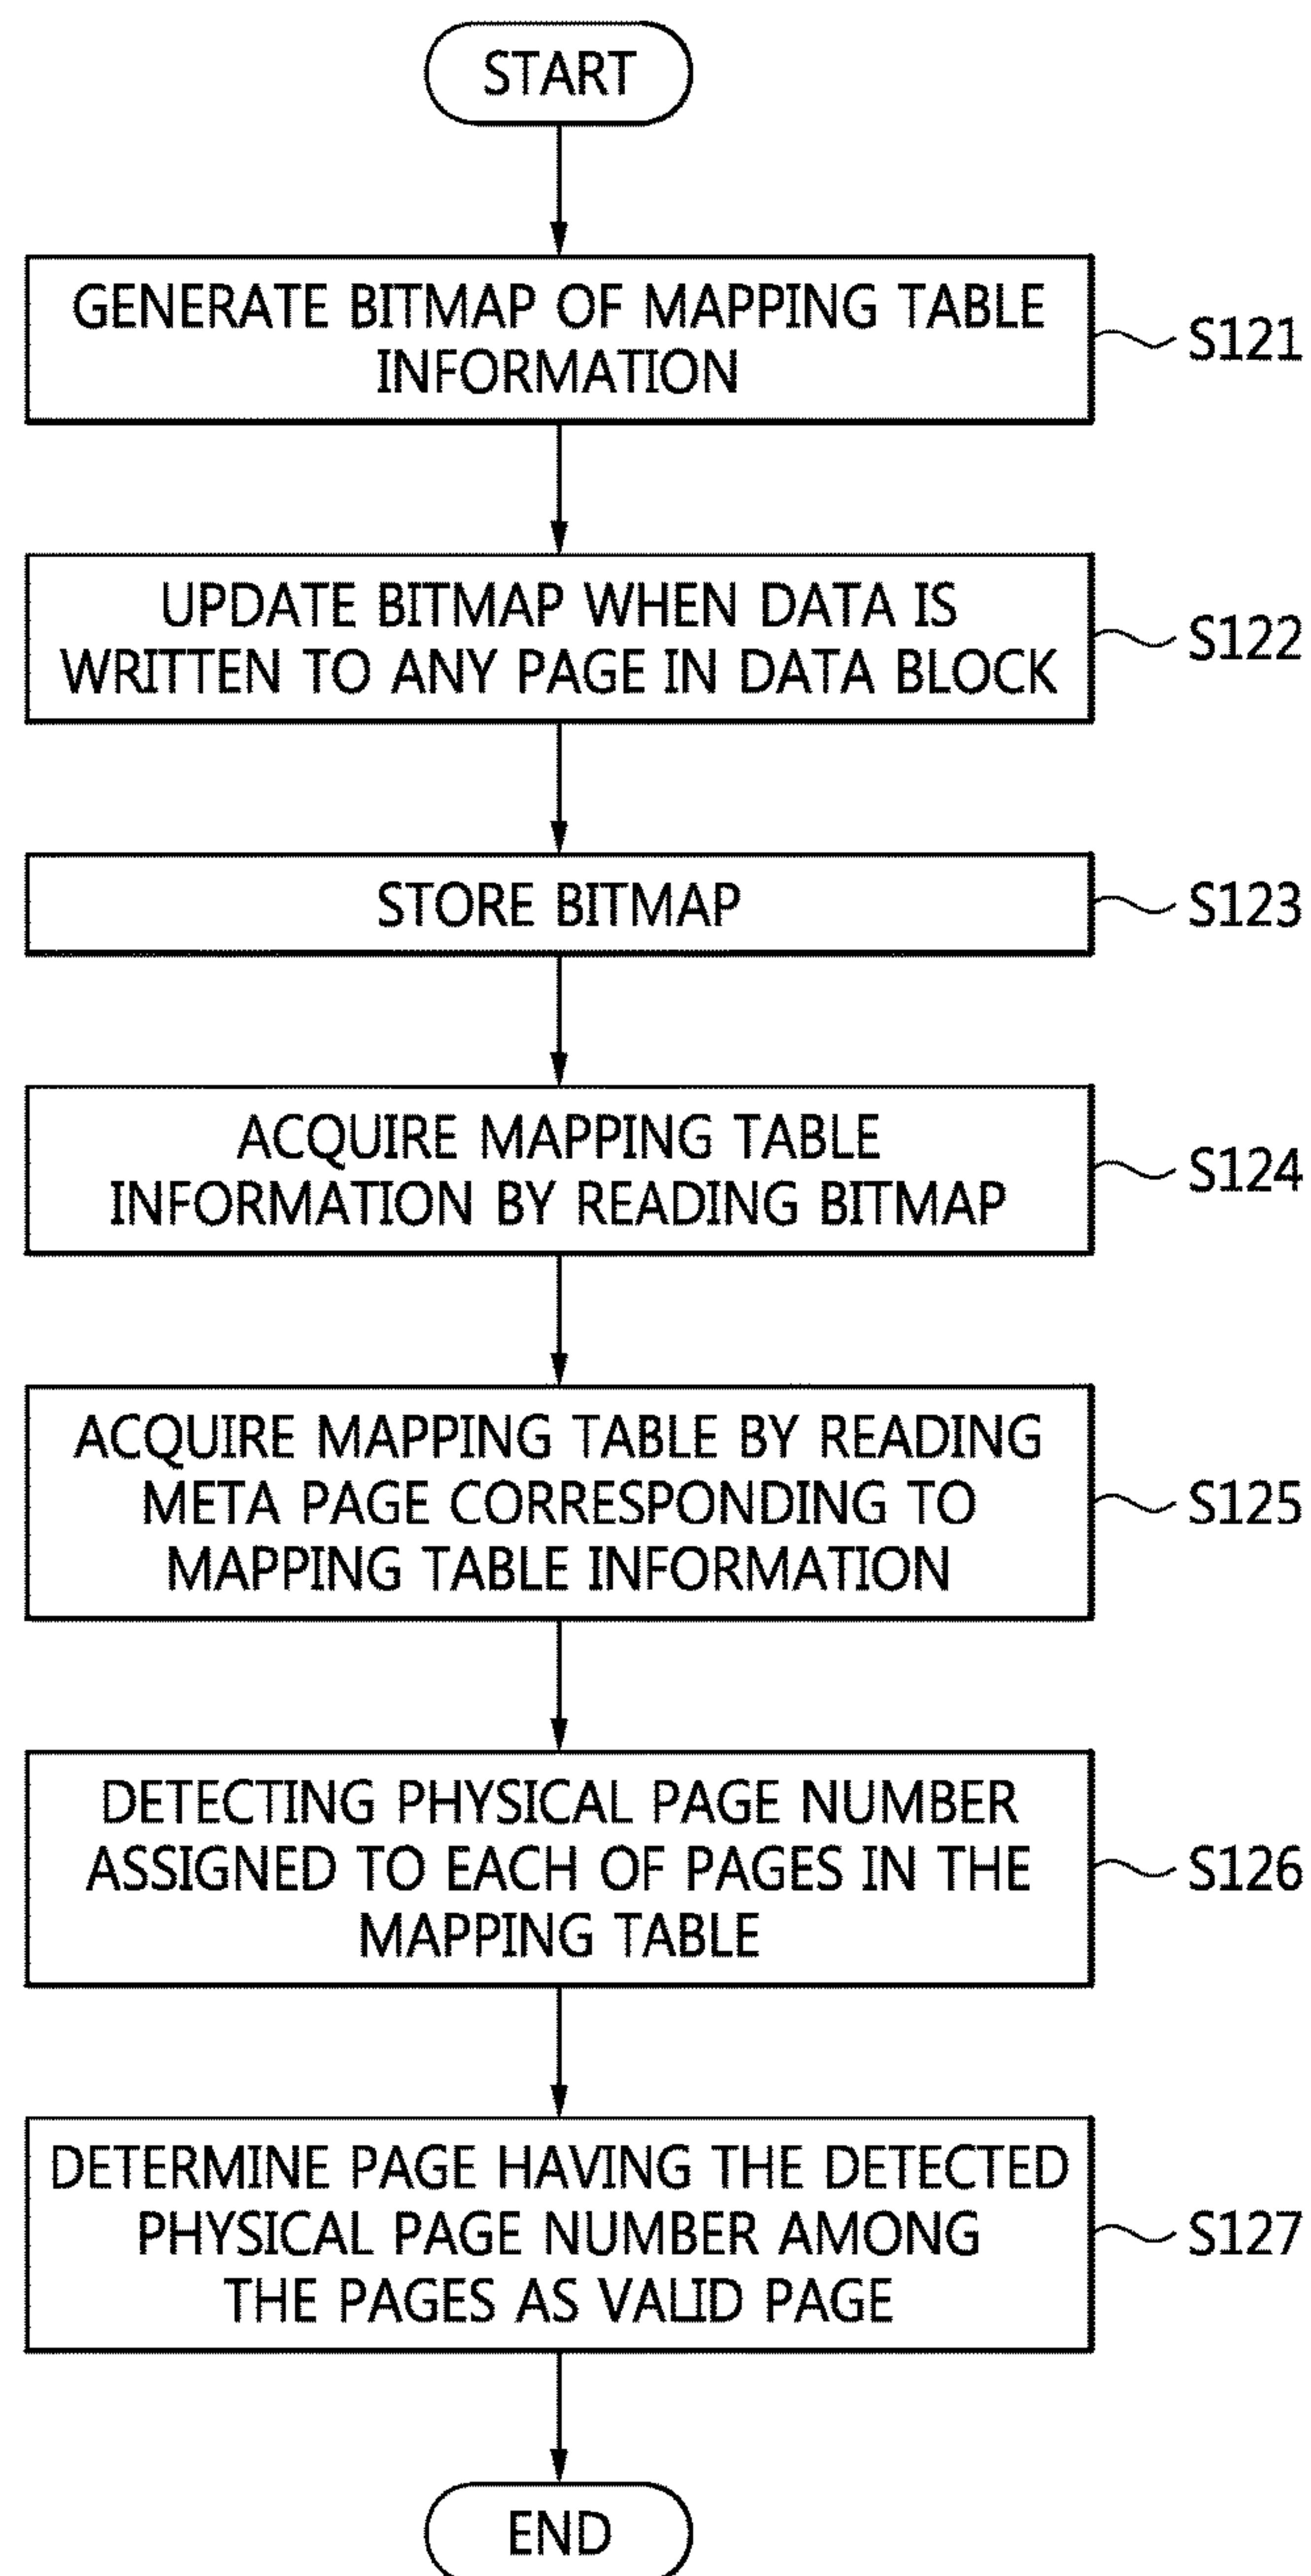 START
GENERATE BITMAP OF MAPPING TABLE
INFORMATION
S121
UPDATE BITMAP WHEN DATA IS
WRITTEN TO ANY PAGE IN DATA BLOCK
S122
STORE BITMAP
S123
ACQUIRE MAPPING TABLE
INFORMATION BY READING BITMAP
S124
ACQUIRE MAPPING TABLE BY READING
META PAGE CORRESPONDING TO
MAPPING TABLE INFORMATION
S125
DETECTING PHYSICAL PAGE NUMBER
ASSIGNED TO EACH OF PAGES IN THE
MAPPING TABLE
S126
DETERMINE PAGE HAVING THE DETECTED
PHYSICAL PAGE NUMBER AMONG
THE PAGES AS VALID PAGE
S127
END